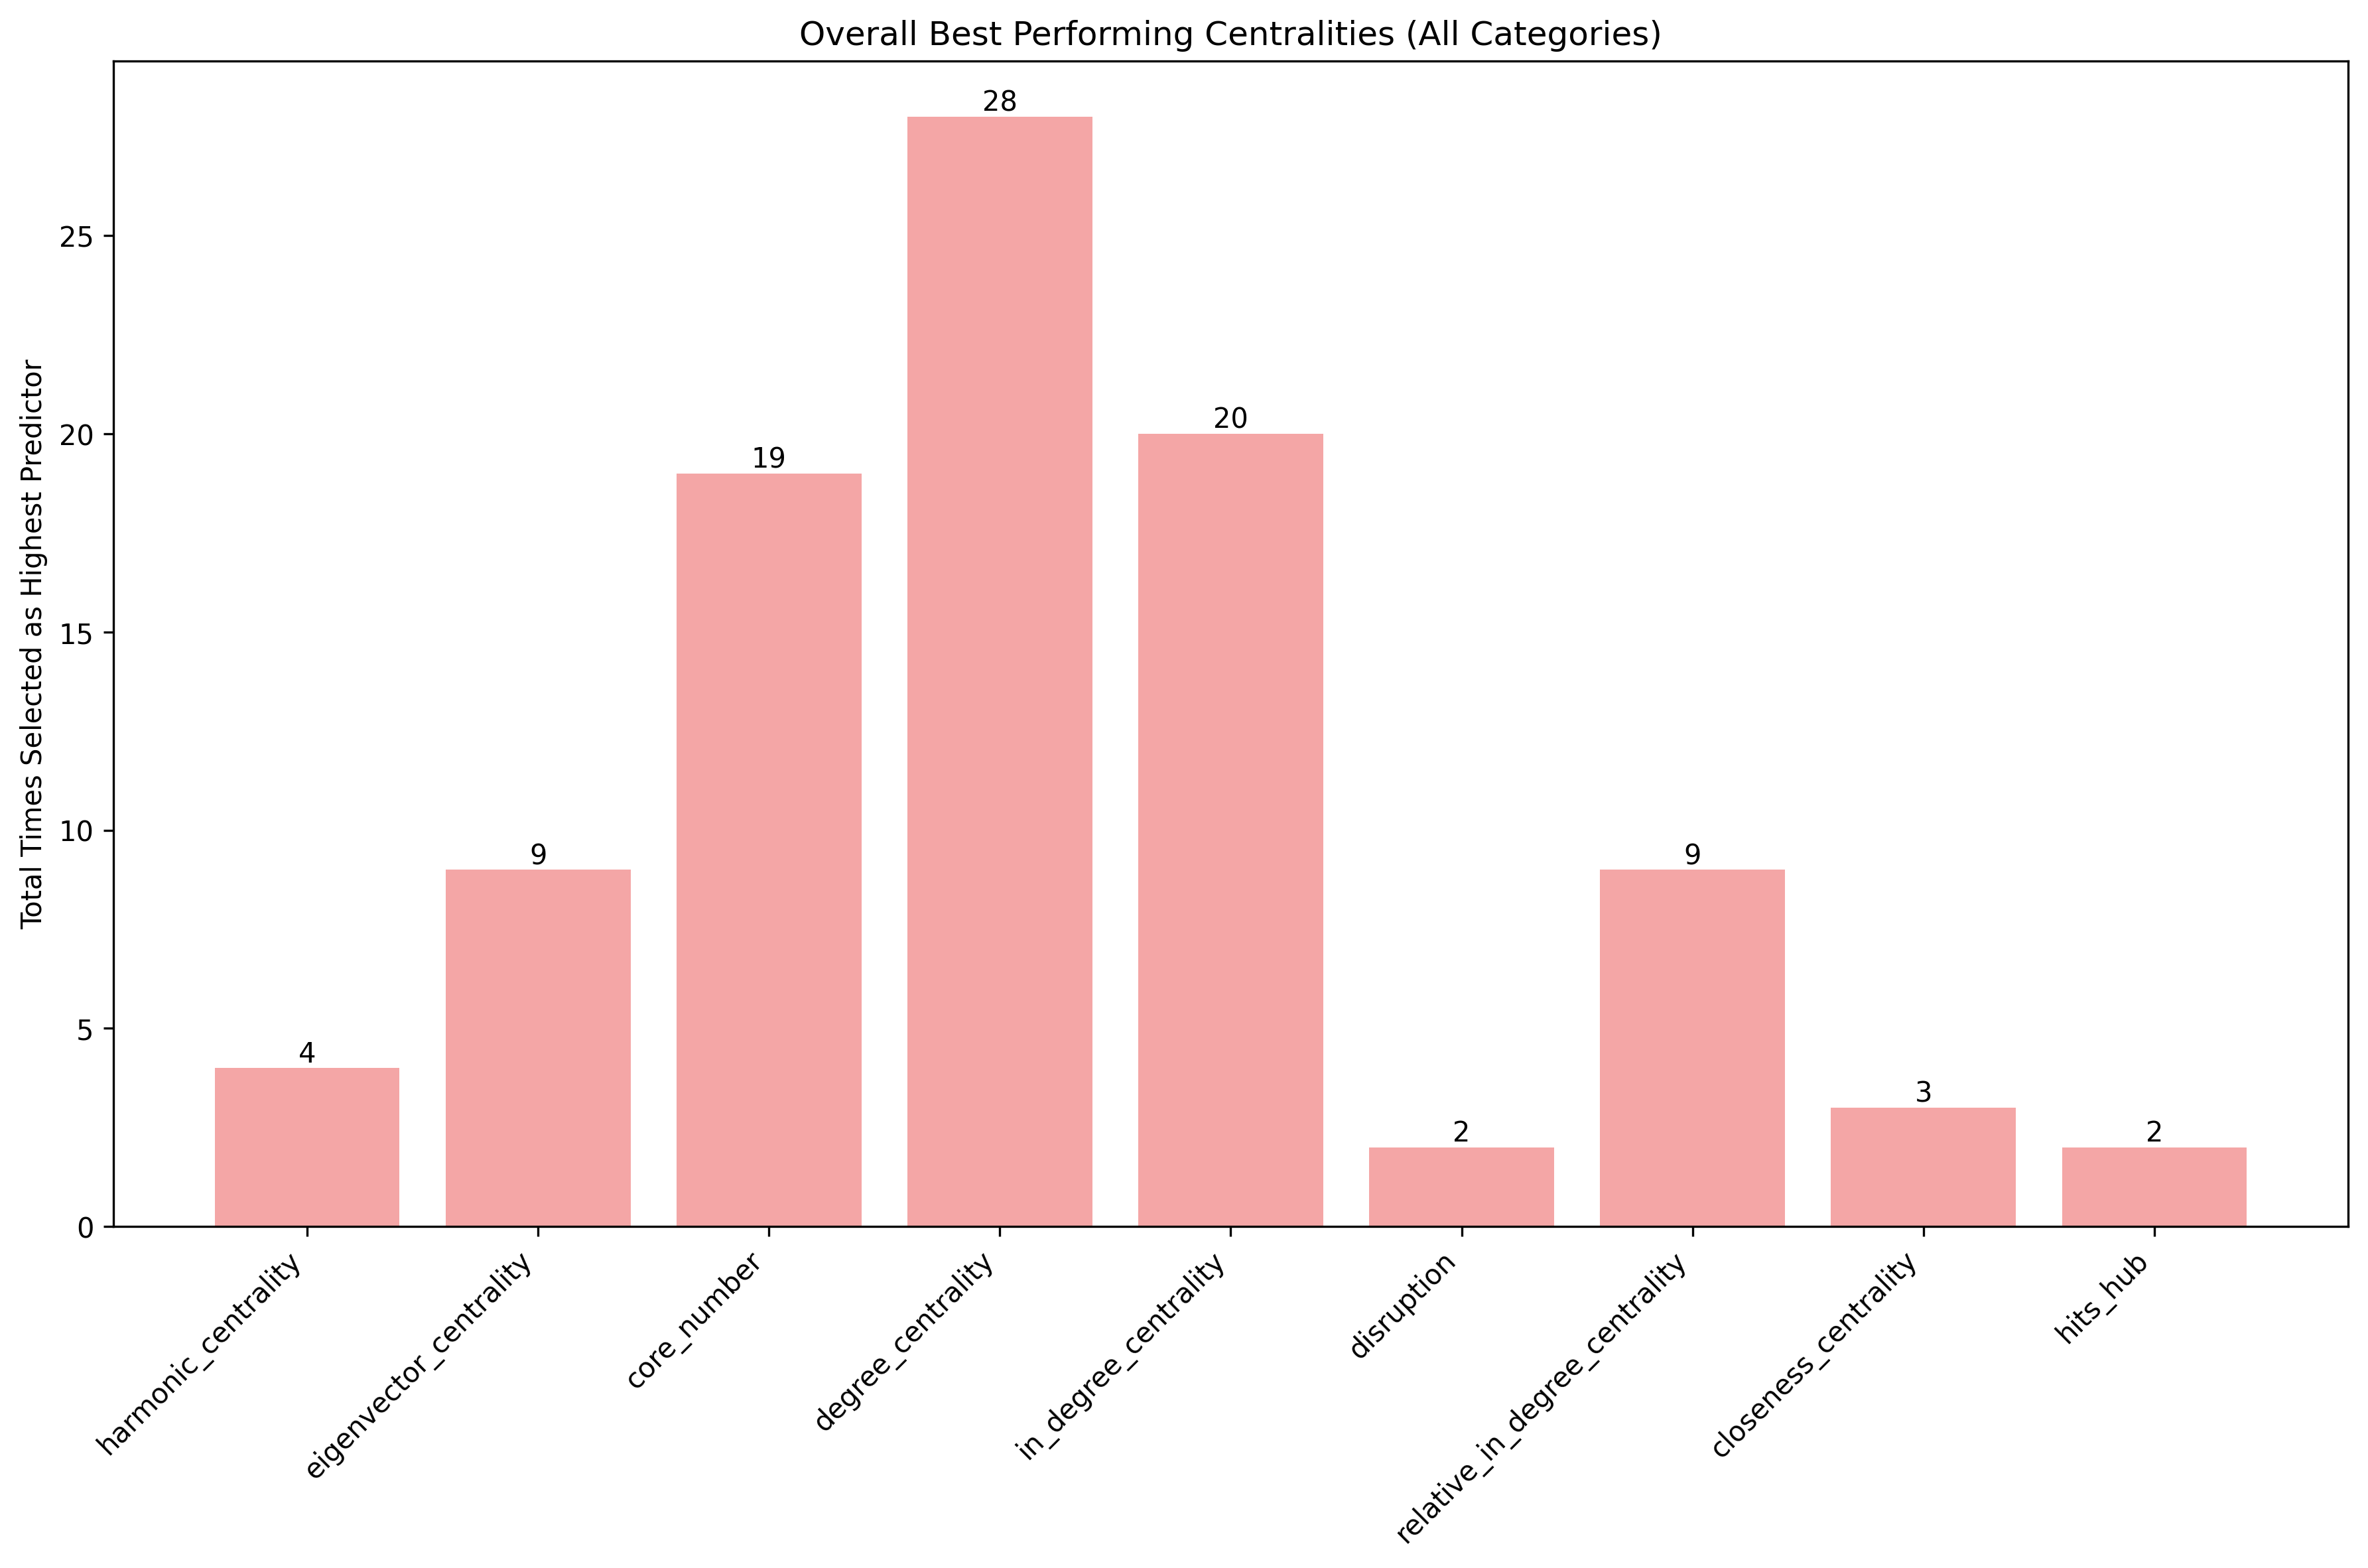 Overall Best Performing Centralities (All Categories)
Total Times Selected as Highest Predictor
25
20
15
10
5
0
4
9
19
28
20
2
9
3
2
harmonic_centrality
eigenvector_centrality
core_number
degree_centrality
in_degree_centrality
disruption
relative_in_degree_centrality
closeness_centrality
hits_hub